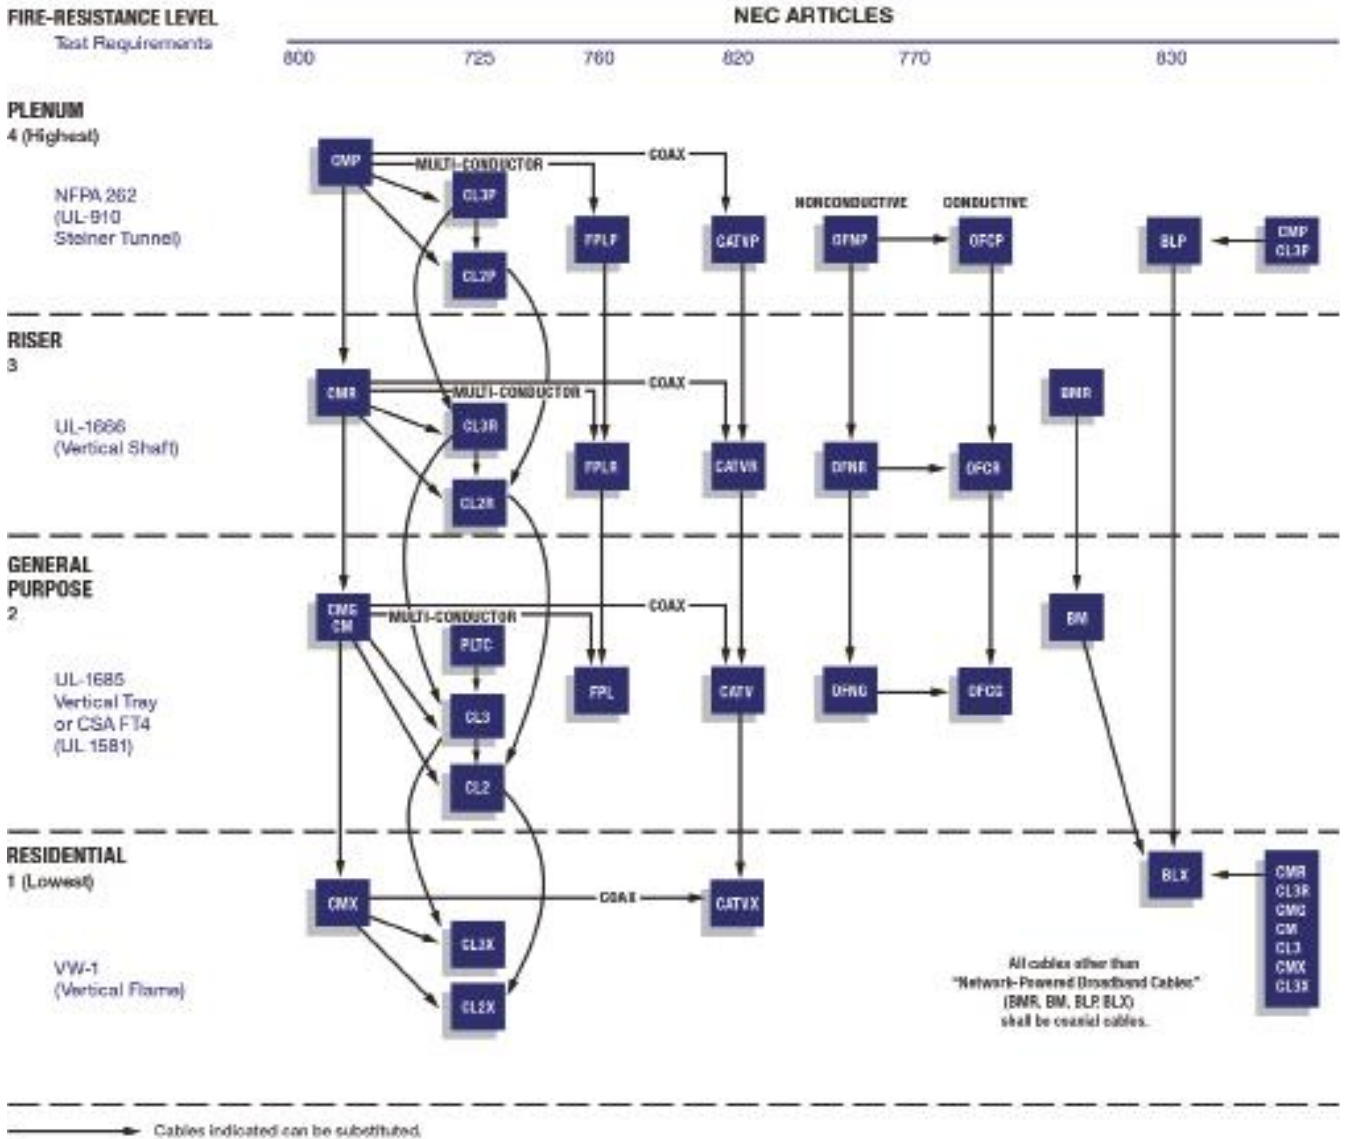 FIRE-RESISTANCE LEVEL
Test Requirements
NEC ARTICLES
800 725 760 820 770 830
PLENUM
4 (Highest)
NFPA 262
(UL-910
Steiner Tunnel)
CMP
MULTI-CONDUCTOR
COAX
CL3P
CL2P
FPLP
CATVP
NONCONDUCTIVE
CONDUCTIVE
OFNP
OFCP
BLP
CMP
CL3P
RISER
3
UL-1666
(Vertical Shaft)
CMR
COAX
MULTI-CONDUCTOR
CL3R
CL2R
FPLR
CATVR
OFNR
OFCR
BMR
GENERAL
PURPOSE
2
UL-1685
Vertical Tray
or CSA FT4
(UL 1581)
CMG
CM
COAX
MULTI-CONDUCTOR
PLTC
CL3
CL2
FPL
CATV
OFNG
OFCG
BM
RESIDENTIAL
1 (Lowest)
VW-1
(Vertical Flame)
CMX
COAX
CATVX
CL3X
CL2X
BLX
CMR
CL3R
CMG
CM
CL3
CMX
CL3X
All cables other than
"Network-Powered Broadband Cables"
(BMR, BM, BLP, BLX)
shall be coaxial cables.
Cables indicated can be substituted.